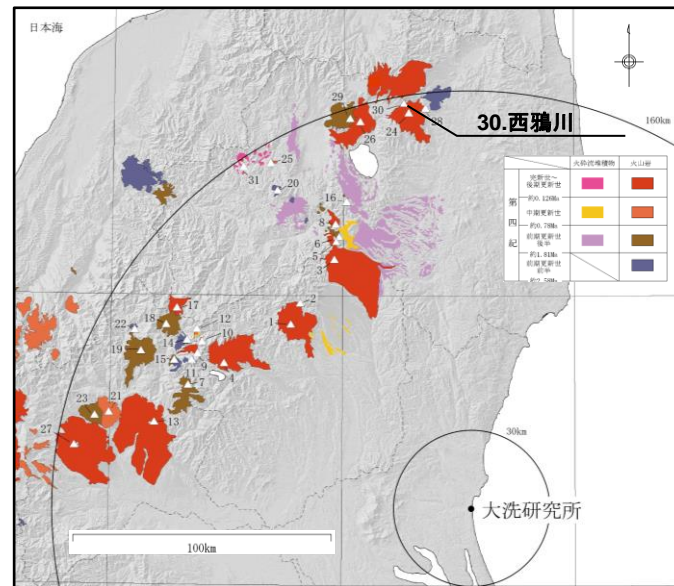 日本海
160km
29
30
30.西鴉川
24
28
26
25
31
20
16
8
6
5
3
火砕流堆積物
火山岩
第四紀
完新世～
後期更新世
約0.126Ma
中期更新世
約0.78Ma
前期更新世
後半
約1.81Ma
前期更新世
前半
約2.58Ma
17
2
18
12
1
22
14
10
19
15
9
4
11
7
23
21
13
27
30km
大洗研究所
100km